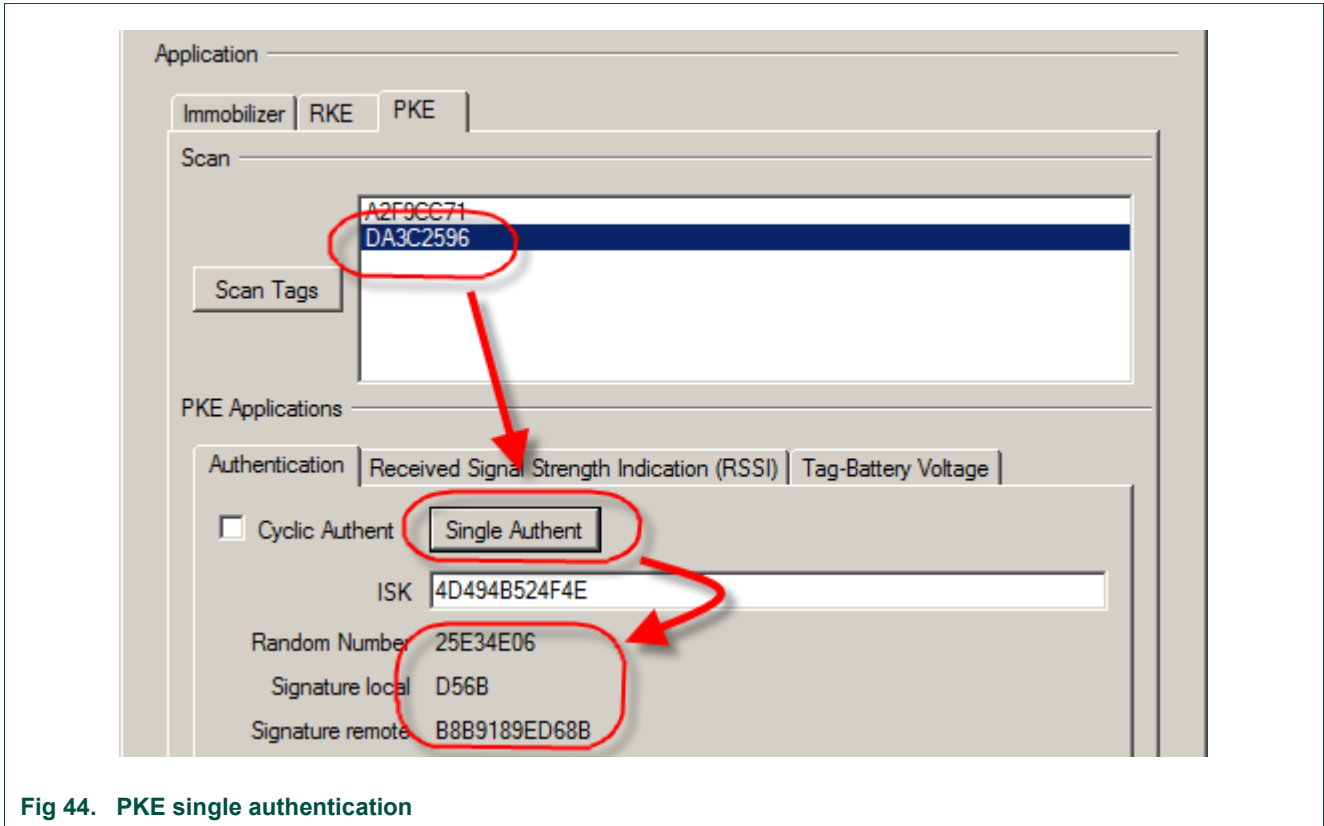 Application
Immobilizer RKE PKE
Scan
A2F9CC71
DA3C2596
Scan Tags
PKE Applications
Authentication Received Signal Strength Indication (RSSI) Tag-Battery Voltage
Cyclic Authent Single Authent
ISK 4D494B524F4E
Random Number 25E34E06
Signature local D56B
Signature remote B8B9189ED68B
Fig 44. PKE single authentication